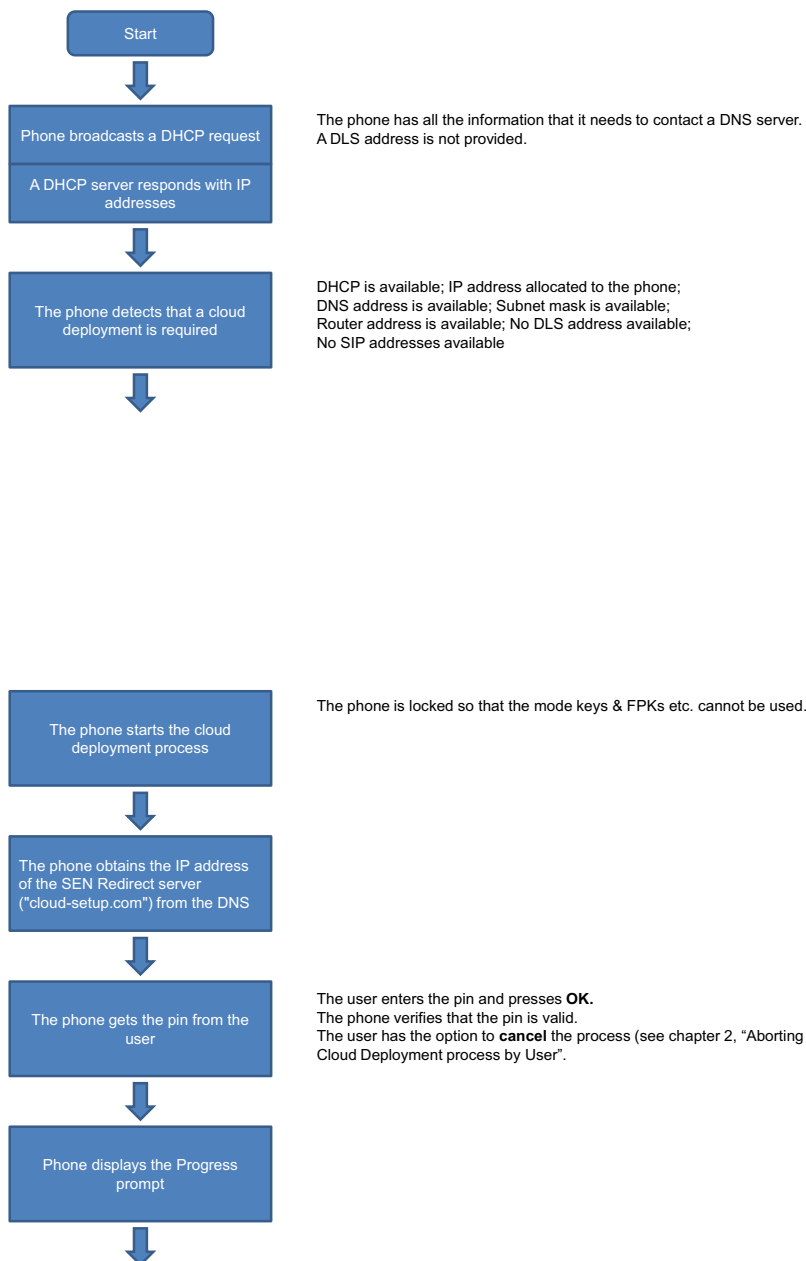 Start
Phone broadcasts a DHCP request
The phone has all the information that it needs to contact a DNS server.
A DLS address is not provided.
A DHCP server responds with IP
addresses
The phone detects that a cloud
deployment is required
DHCP is available; IP address allocated to the phone;
DNS address is available; Subnet mask is available;
Router address is available; No DLS address available;
No SIP addresses available
The phone starts the cloud
deployment process
The phone is locked so that the mode keys & FPKs etc. cannot be used.
The phone obtains the IP address
of the SEN Redirect server
("cloud-setup.com") from the DNS
The phone gets the pin from the
user
The user enters the pin and presses OK.
The phone verifies that the pin is valid.
The user has the option to cancel the process (see chapter 2, “Aborting
Cloud Deployment process by User”.
Phone displays the Progress
prompt